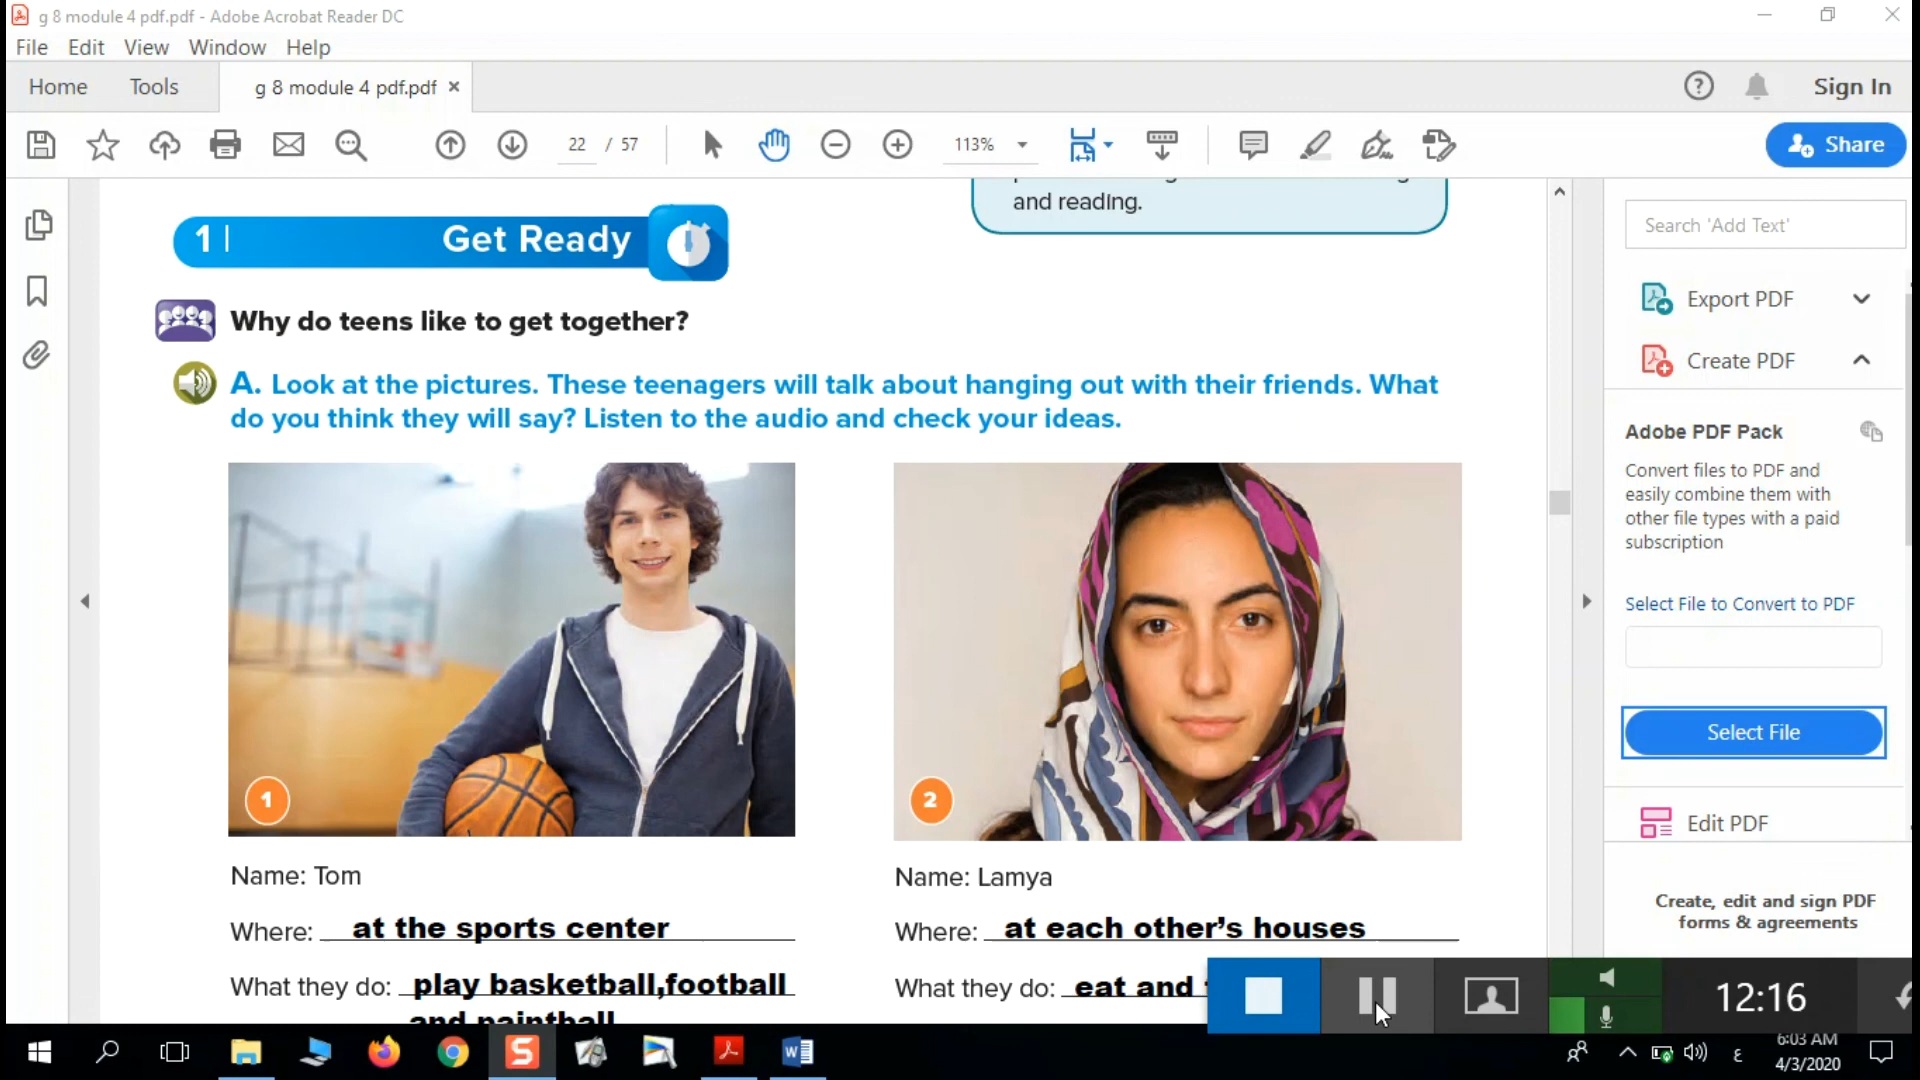 g 8 module 4 pdf.pdf - Adobe Acrobat Reader DC
File Edit View Window Help
Home Tools g 8 module 4 pdf.pdf × Sign In
22 / 57 113% Share
and reading.
1 | Get Ready
Why do teens like to get together?
A. Look at the pictures. These teenagers will talk about hanging out with their friends. What
do you think they will say? Listen to the audio and check your ideas.
1
2
Name: Tom
Where: at the sports center
What they do: play basketball,football
and paintball
Name: Lamya
Where: at each other's houses
What they do: eat and
Search 'Add Text'
Export PDF
Create PDF
Adobe PDF Pack
Convert files to PDF and
easily combine them with
other file types with a paid
subscription
Select File to Convert to PDF
Select File
Edit PDF
Create, edit and sign PDF
forms & agreements
12:16
ع
6:03 AM
4/3/2020